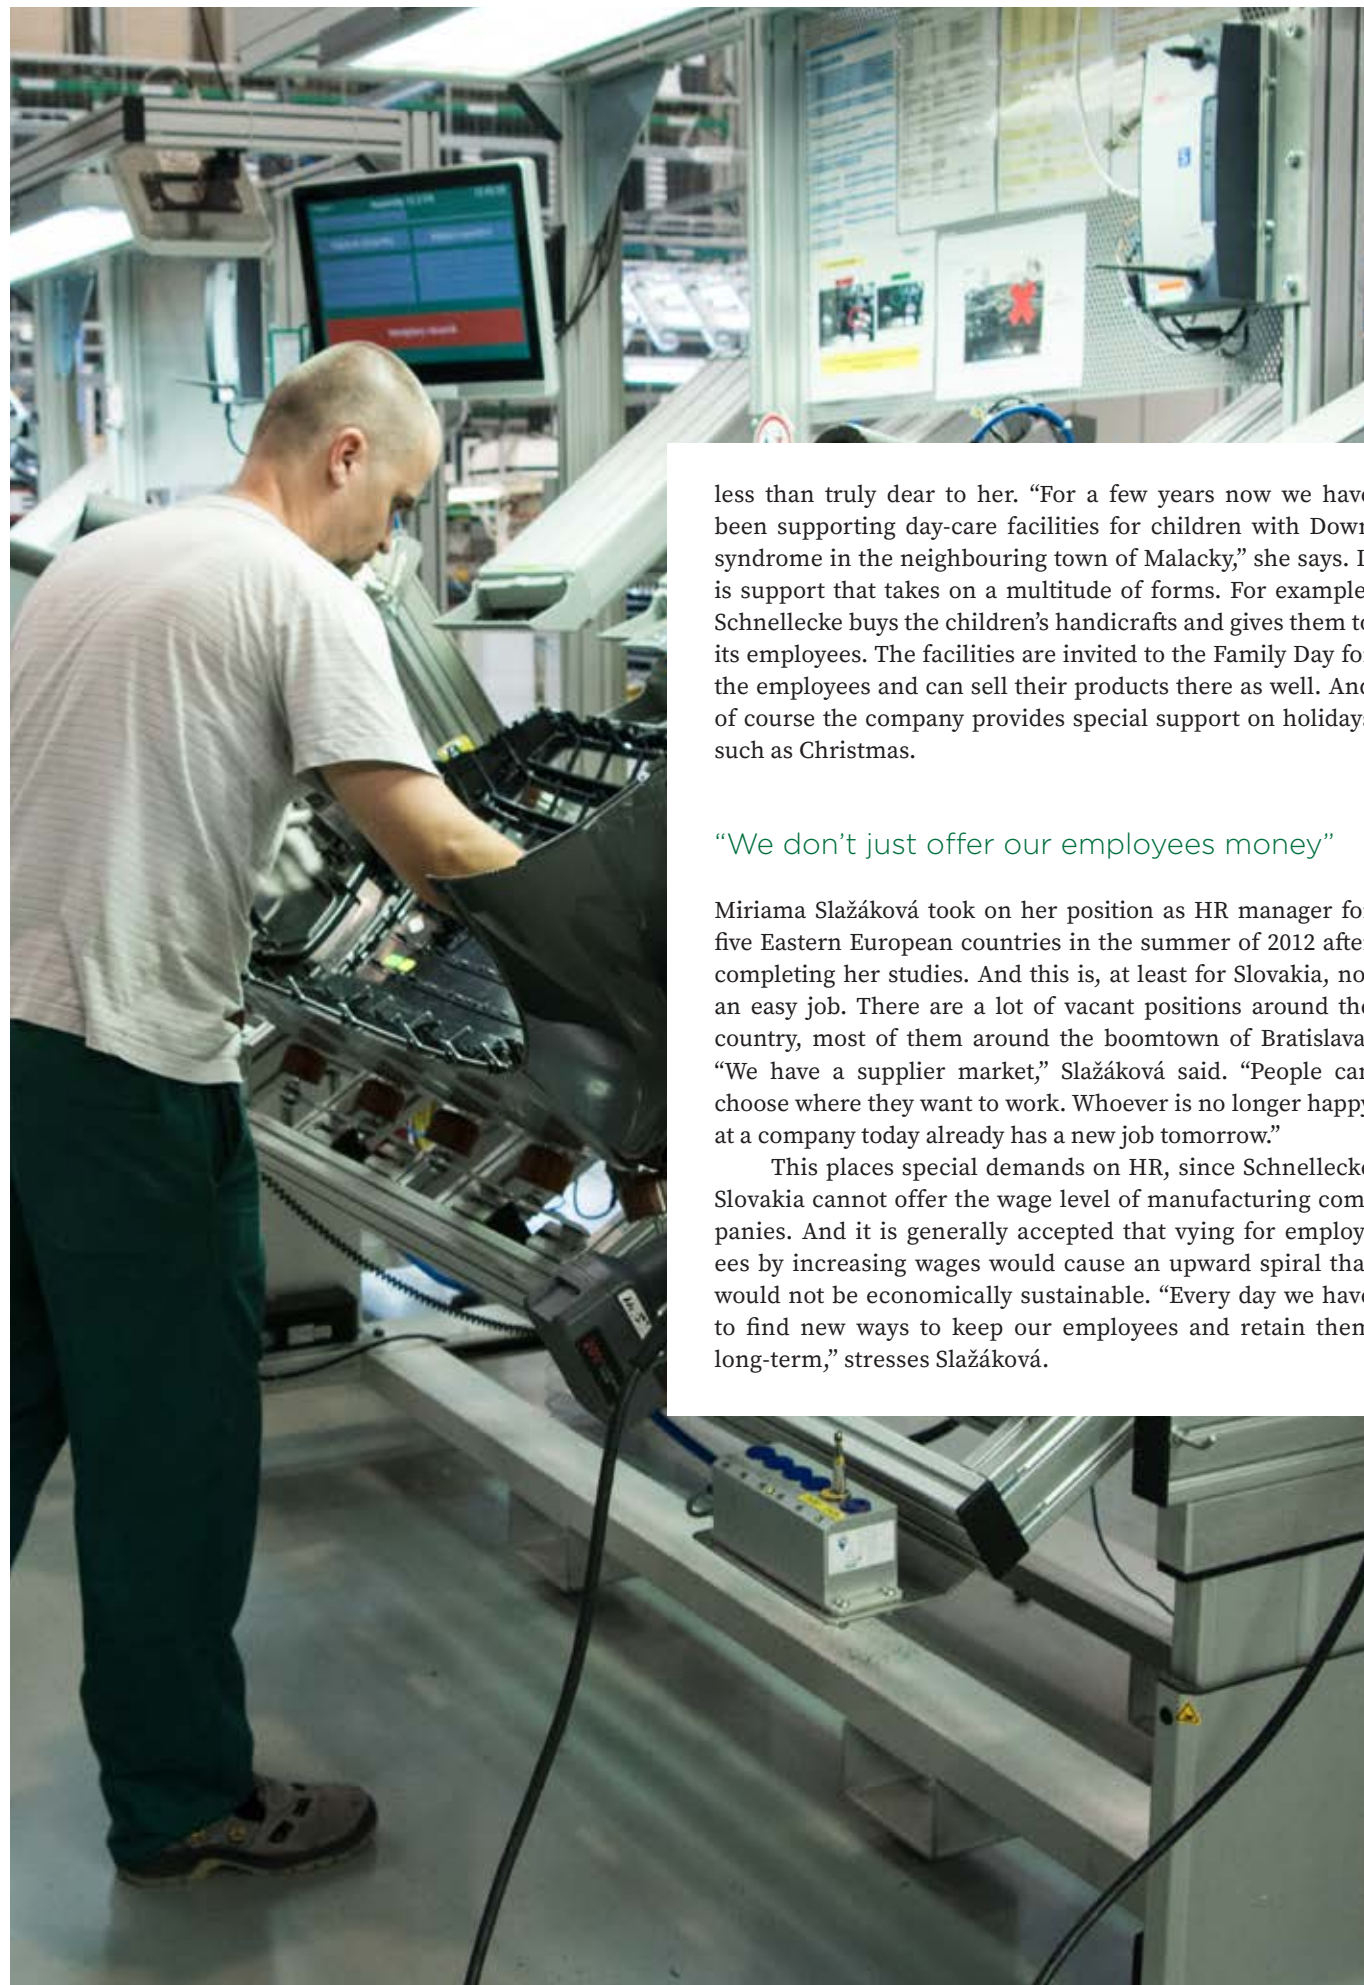 less than truly dear to her. “For a few years now we have
been supporting day-care facilities for children with Down
syndrome in the neighbouring town of Malacky,” she says. I
is support that takes on a multitude of forms. For example
Schnellecke buys the children’s handicrafts and gives them to
its employees. The facilities are invited to the Family Day for
the employees and can sell their products there as well. And
of course the company provides special support on holidays
such as Christmas.
“We don’t just offer our employees money”
Miriama Slažáková took on her position as HR manager for
five Eastern European countries in the summer of 2012 after
completing her studies. And this is, at least for Slovakia, no
an easy job. There are a lot of vacant positions around the
country, most of them around the boomtown of Bratislava
“We have a supplier market,” Slažáková said. “People can
choose where they want to work. Whoever is no longer happy
at a company today already has a new job tomorrow.”
This places special demands on HR, since Schnellecke
Slovakia cannot offer the wage level of manufacturing com
panies. And it is generally accepted that vying for employ
ees by increasing wages would cause an upward spiral tha
would not be economically sustainable. “Every day we have
to find new ways to keep our employees and retain them
long-term,” stresses Slažáková.